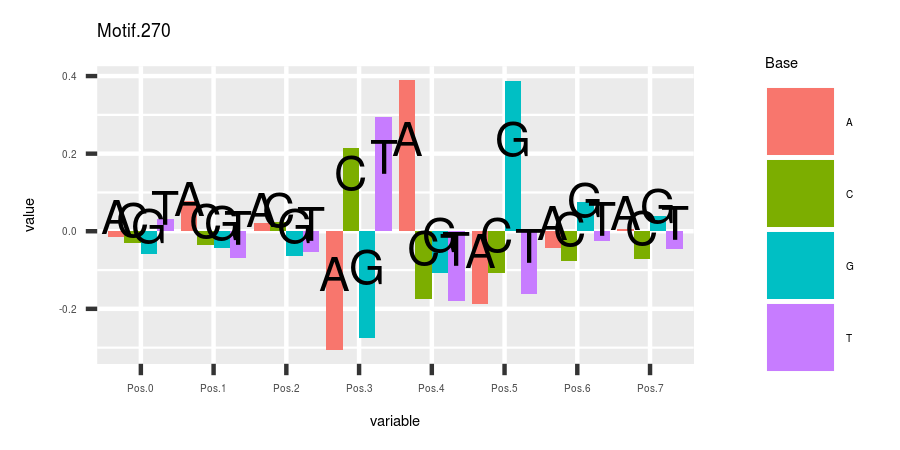 Motif.270
Base
0.4
0.2
0.0
-0.2
value
A C G T A C G T A C G T A C G T A C G T A C G T A C G T A C G T
A
C
G
T
Pos.0 Pos.1 Pos.2 Pos.3 Pos.4 Pos.5 Pos.6 Pos.7
variable